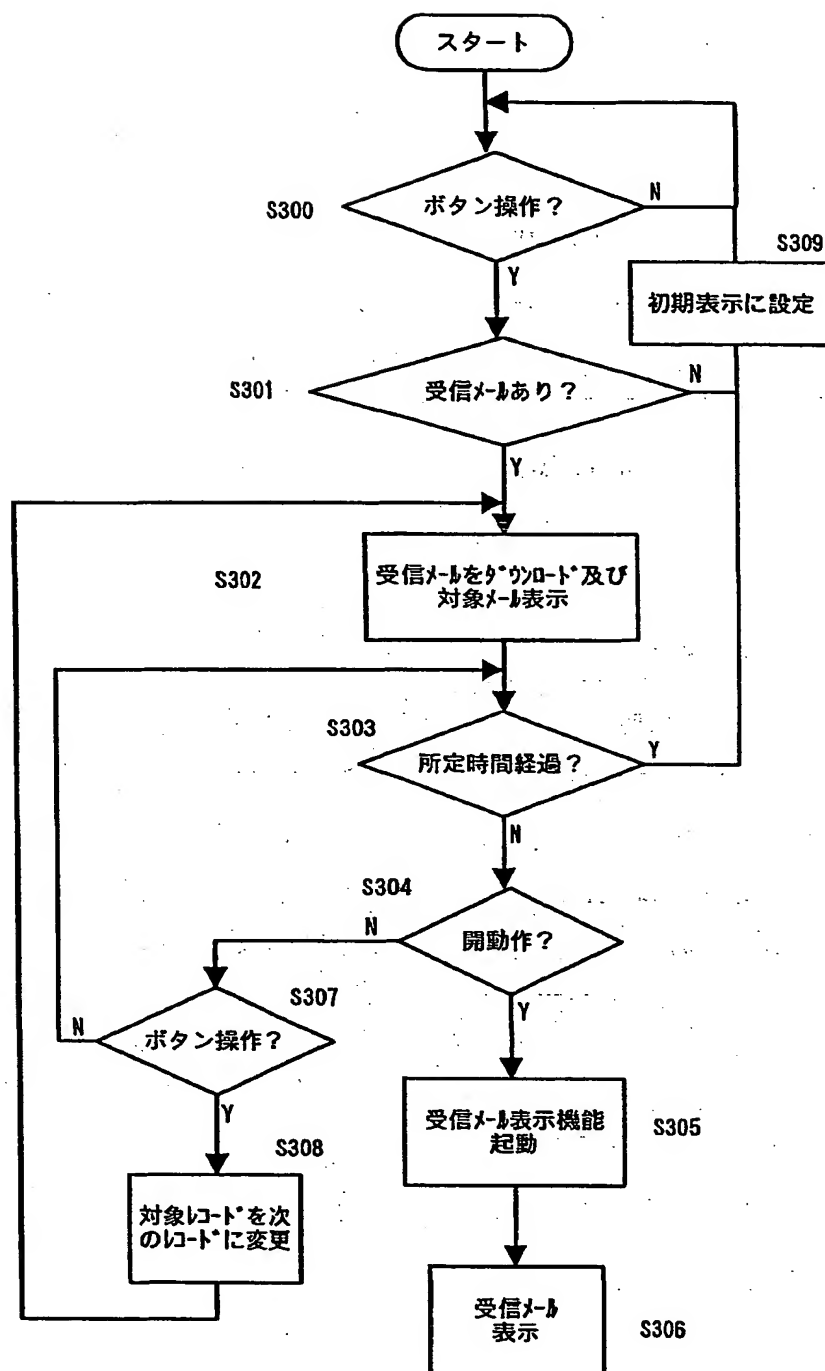 スタート
S300
ボタン操作?
N
Y
S309
初期表示に設定
S301
受信メールあり?
N
Y
S302
受信メールをダウンロード及び
対象メール表示
S303
所定時間経過?
Y
N
S304
開動作?
N
Y
S307
ボタン操作?
N
Y
S305
受信メール表示機能
起動
S308
対象レコードを次
のレコードに変更
S306
受信メール
表示